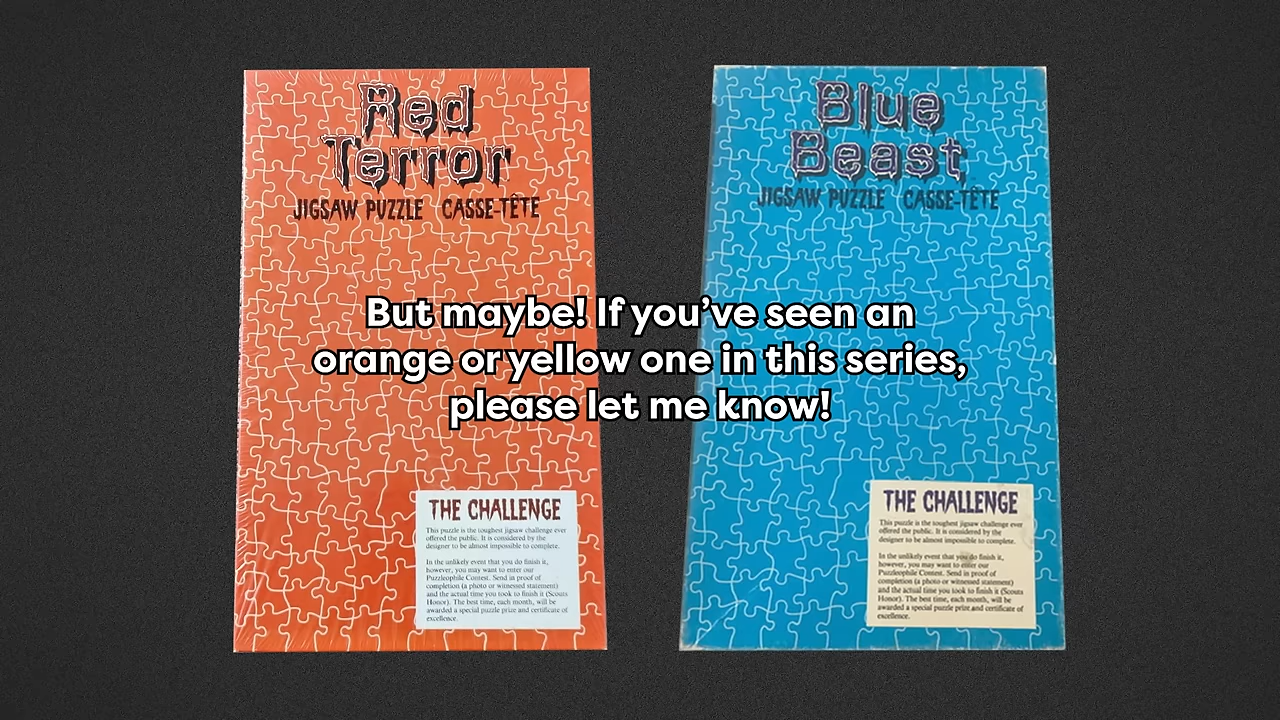 Red
Terror
JIGSAW PUZZLE CASSE-TÊTE
Blue
Beast
JIGSAW PUZZLE CASSE-TÊTE
But maybe! If you’ve seen an
orange or yellow one in this series,
please let me know!
THE CHALLENGE
This puzzle is the toughest jigsaw challenge ever
offered the public. It is considered by the
designer to be almost impossible to complete.
In the unlikely event that you do finish it,
however, you may want to enter our
Puzzleophile Contest. Send in proof of
completion (a photo or witnessed statement)
and the actual time you took to finish it (Scouts
Honor). The best time, each month, will be
awarded a special puzzle prize and certificate of
excellence.
THE CHALLENGE
This puzzle is the toughest jigsaw challenge ever
offered the public. It is considered by the
designer to be almost impossible to complete.
In the unlikely event that you do finish it,
however, you may want to enter our
Puzzleophile Contest. Send in proof of
completion (a photo or witnessed statement)
and the actual time you took to finish it (Scouts
Honor). The best time, each month, will be
awarded a special puzzle prize and certificate of
excellence.